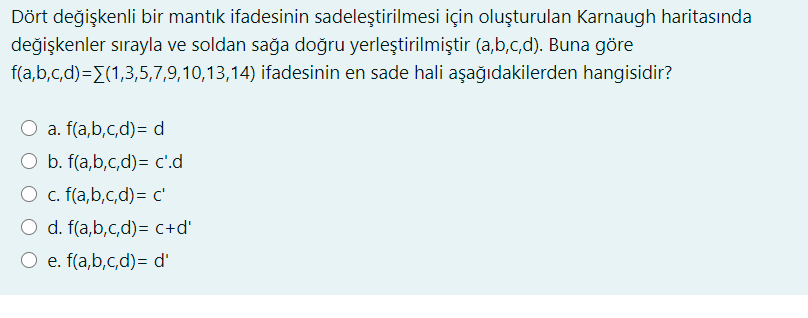 Dört değişkenli bir mantık ifadesinin sadeleştirilmesi için oluşturulan Karnaugh haritasında
değişkenler sırayla ve soldan sağa doğru yerleştirilmiştir (a,b,c,d). Buna göre
f(a,b,c,d)=∑(1,3,5,7,9,10,13,14) ifadesinin en sade hali aşağıdakilerden hangisidir?
a. f(a,b,c,d)= d
b. f(a,b,c,d)= c'.d
c. f(a,b,c,d)= c'
d. f(a,b,c,d)= c+d'
e. f(a,b,c,d)= d'